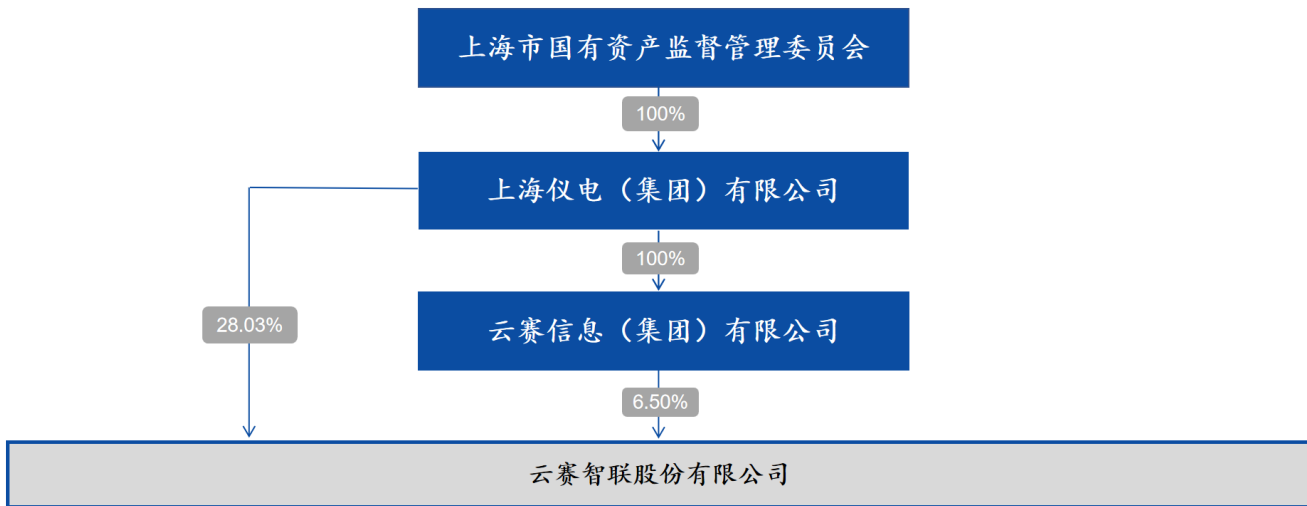 上海市国有资产监督管理委员会
100%
上海仪电（集团）有限公司
100%
云赛信息（集团）有限公司
28.03%
6.50%
云赛智联股份有限公司